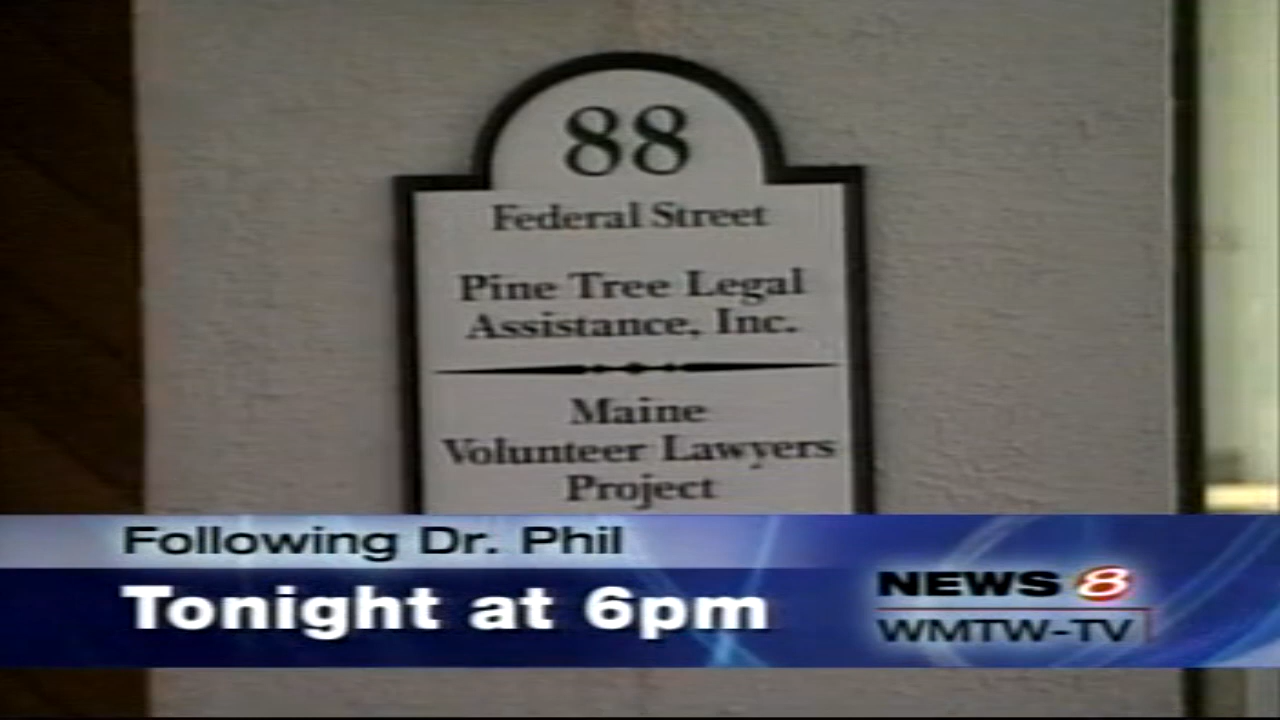 88
Federal Street
Pine Tree Legal
Assistance, Inc.
Maine
Volunteer Lawyers
Project
Following Dr. Phil
Tonight at 6pm
NEWS 8
WMTW-TV